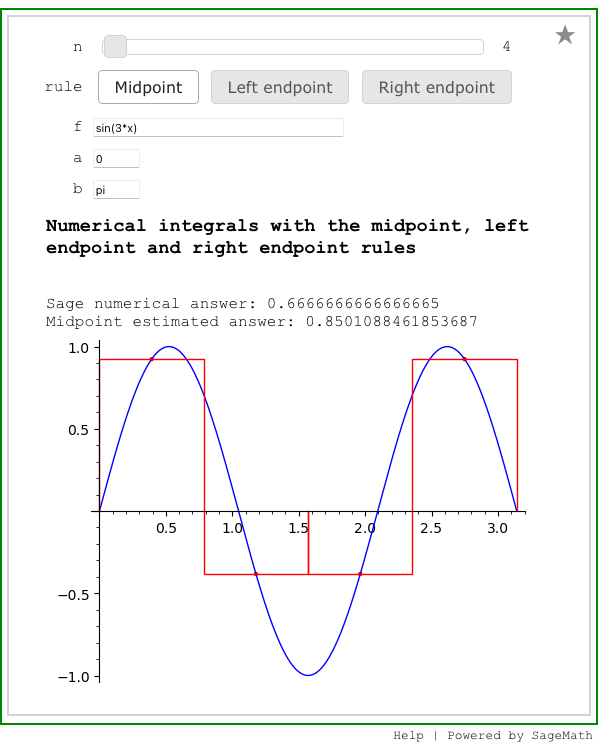 n 4
rule Midpoint Left endpoint Right endpoint
f sin(3*x)
a 0
b pi
Numerical integrals with the midpoint, left
endpoint and right endpoint rules
Sage numerical answer: 0.6666666666666665
Midpoint estimated answer: 0.8501088461853687
1.0
0.5
0.5 1.0 1.5 2.0 2.5 3.0
−0.5
−1.0
Help | Powered by SageMath